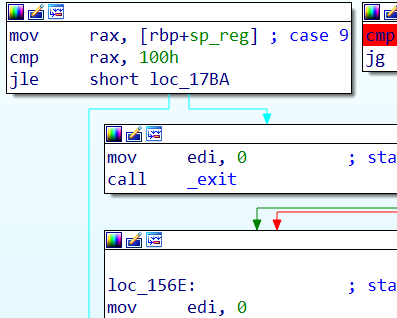 mov rax, [rbp+sp_reg] ; case 9
cmp rax, 100h
jle short loc_17BA
cmp
jg
mov edi, 0 ; sta
call _exit
loc_156E: ; sta
mov edi, 0